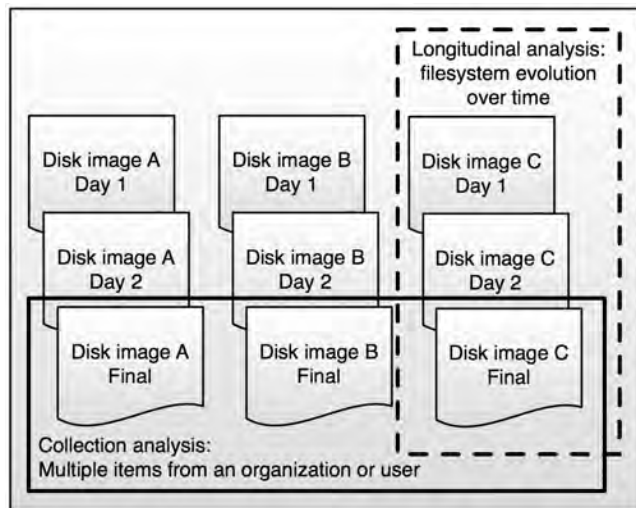 Longitudinal analysis:
filesystem evolution
over time
Disk image A
Day 1
Disk image B
Day 1
Disk image C
Day 1
Disk image A
Day 2
Disk image B
Day 2
Disk image C
Day 2
Disk image A
Final
Disk image B
Final
Disk image C
Final
Collection analysis:
Multiple items from an organization or user